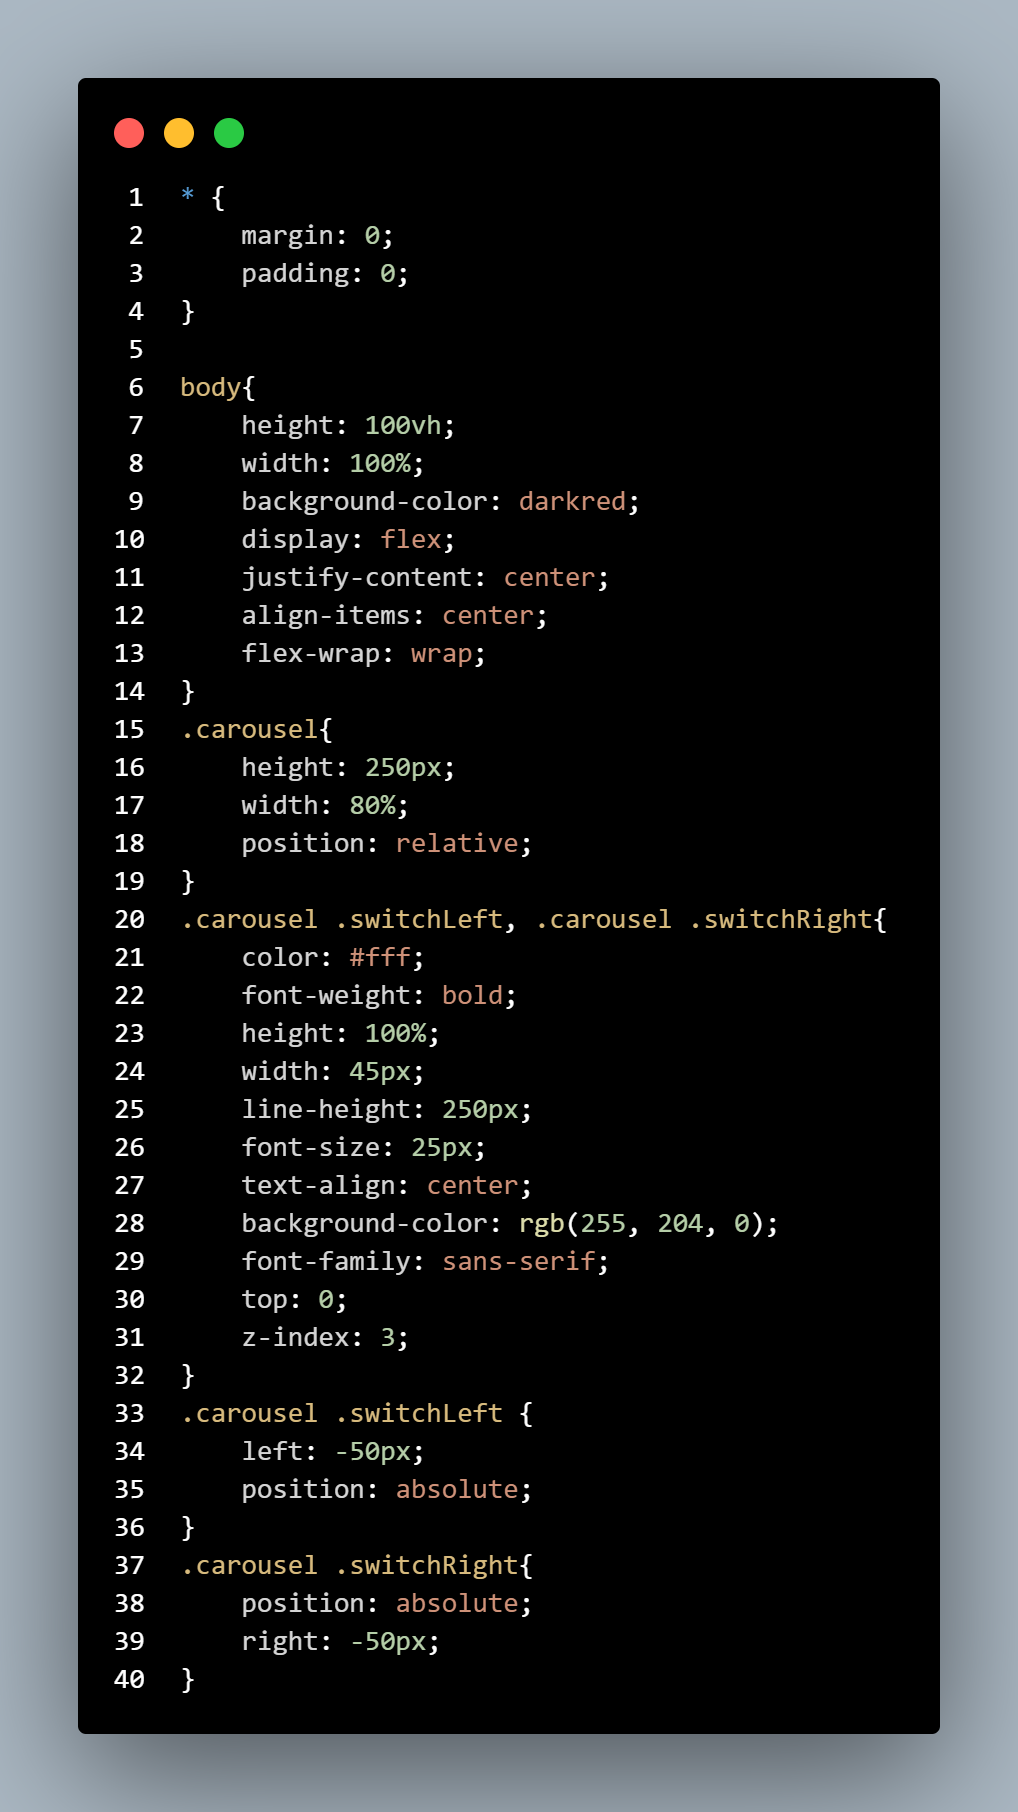 1 * {
2     margin: 0;
3     padding: 0;
4 }
5
6 body{
7     height: 100vh;
8     width: 100%;
9     background-color: darkred;
10     display: flex;
11     justify-content: center;
12     align-items: center;
13     flex-wrap: wrap;
14 }
15 .carousel{
16     height: 250px;
17     width: 80%;
18     position: relative;
19 }
20 .carousel .switchLeft, .carousel .switchRight{
21     color: #fff;
22     font-weight: bold;
23     height: 100%;
24     width: 45px;
25     line-height: 250px;
26     font-size: 25px;
27     text-align: center;
28     background-color: rgb(255, 204, 0);
29     font-family: sans-serif;
30     top: 0;
31     z-index: 3;
32 }
33 .carousel .switchLeft {
34     left: -50px;
35     position: absolute;
36 }
37 .carousel .switchRight{
38     position: absolute;
39     right: -50px;
40 }